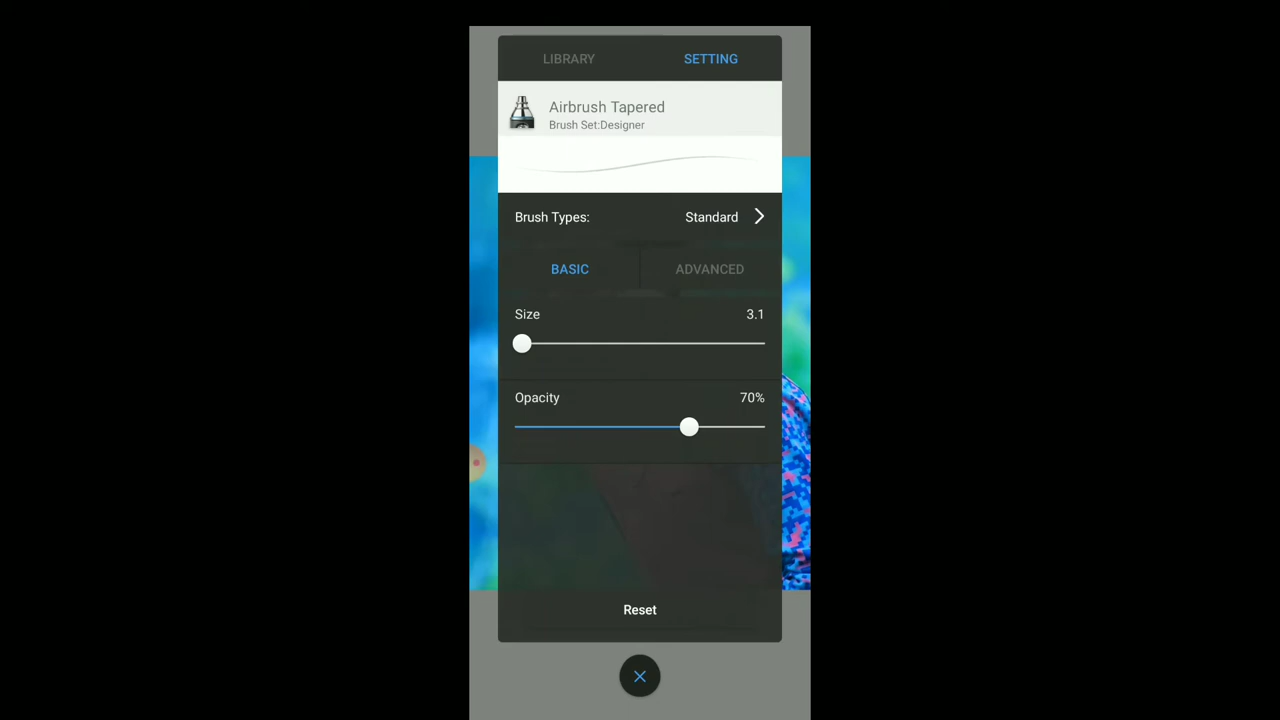 LIBRARY SETTING
Airbrush Tapered
Brush Set:Designer
Brush Types: Standard
BASIC ADVANCED
Size 3.1
Opacity 70%
Reset